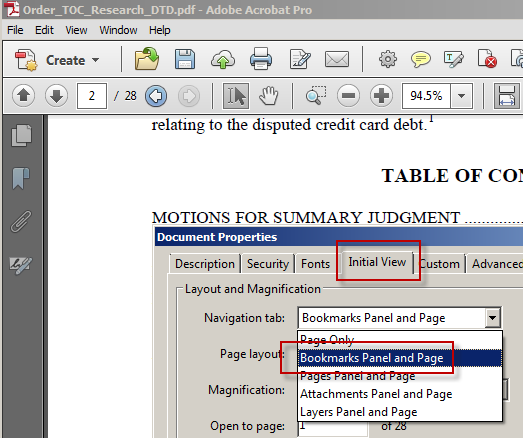 Order_TOC_Research_DTD.pdf - Adobe Acrobat Pro
File Edit View Window Help
Create
2 / 28 94.5%
relating to the disputed credit card debt.1
TABLE OF CON
MOTIONS FOR SUMMARY JUDGMENT ................
Document Properties
Description Security Fonts Initial View Custom Advanced
Layout and Magnification
Navigation tab: Bookmarks Panel and Page
Page Only
Page layout: Bookmarks Panel and Page
Pages Panel and Page
Magnification: Attachments Panel and Page
Layers Panel and Page
Open to page: 1 of 28